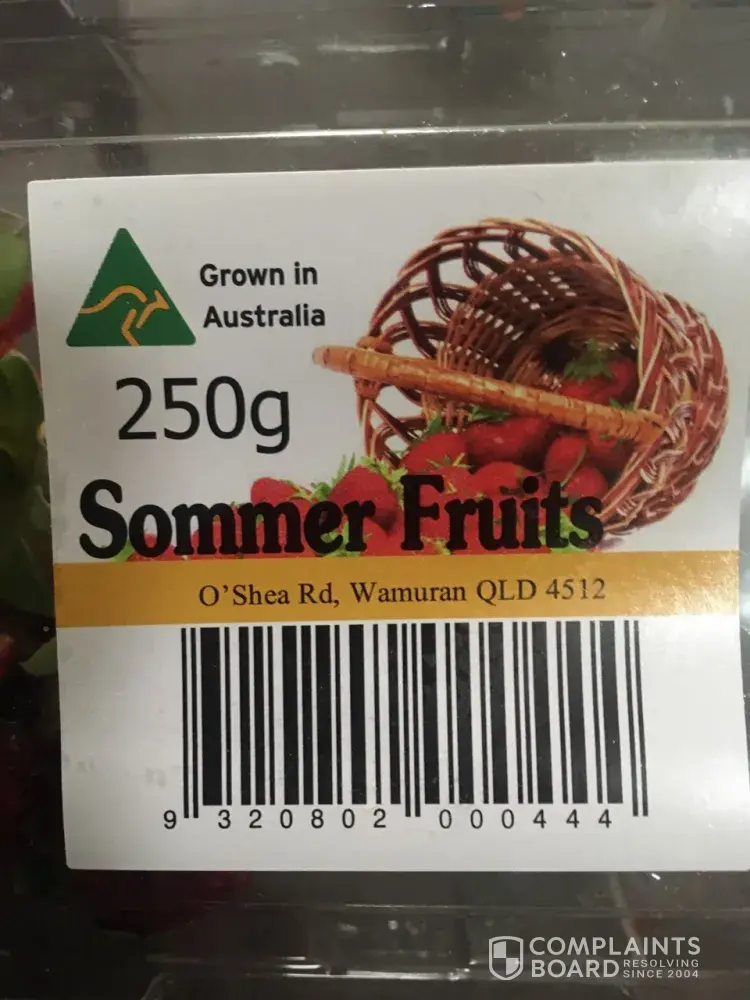 Grown in
Australia
250g
Sommer Fruits
O'Shea Rd, Wamuran QLD 4512
9 320802 000444
COMPLAINTS
BOARD RESOLVING
SINCE 2004